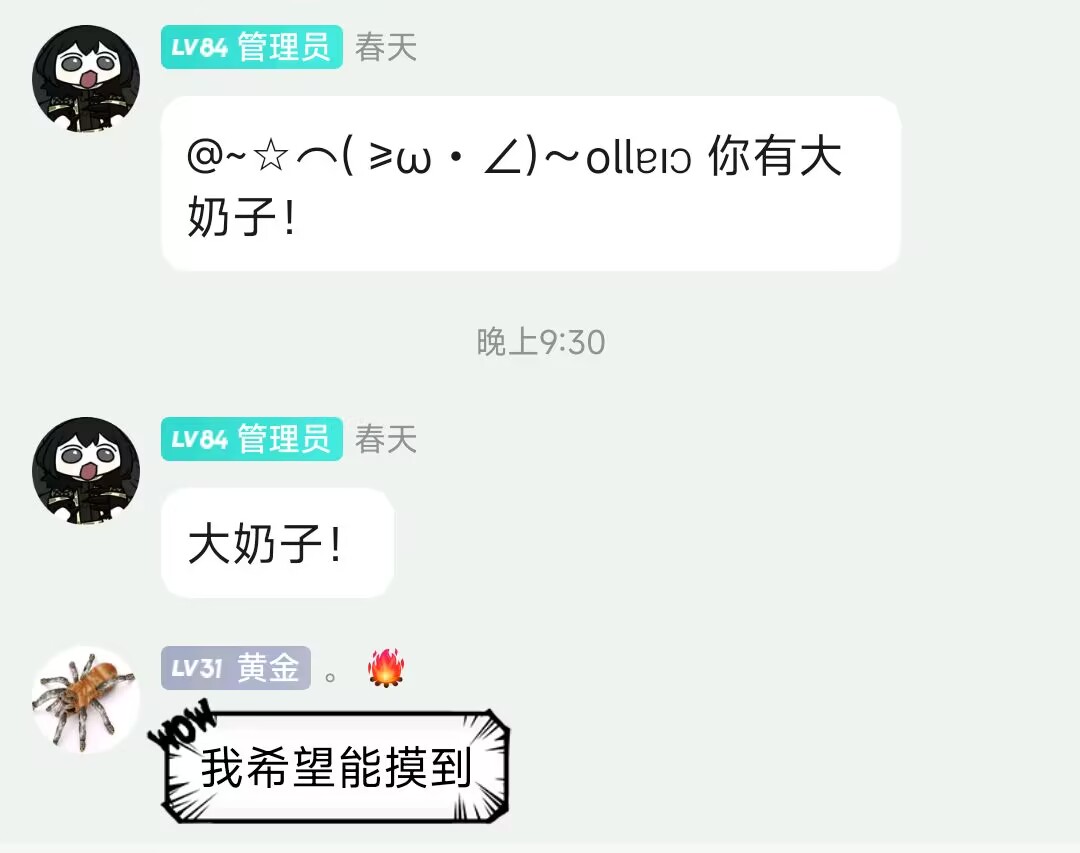 LV84 管理员 春天
@~☆⌒( ≥ω・∠)～ollɐıɔ 你有大
奶子！
晚上9:30
LV84 管理员 春天
大奶子！
LV31 黄金 。🔥
WOW
我希望能摸到